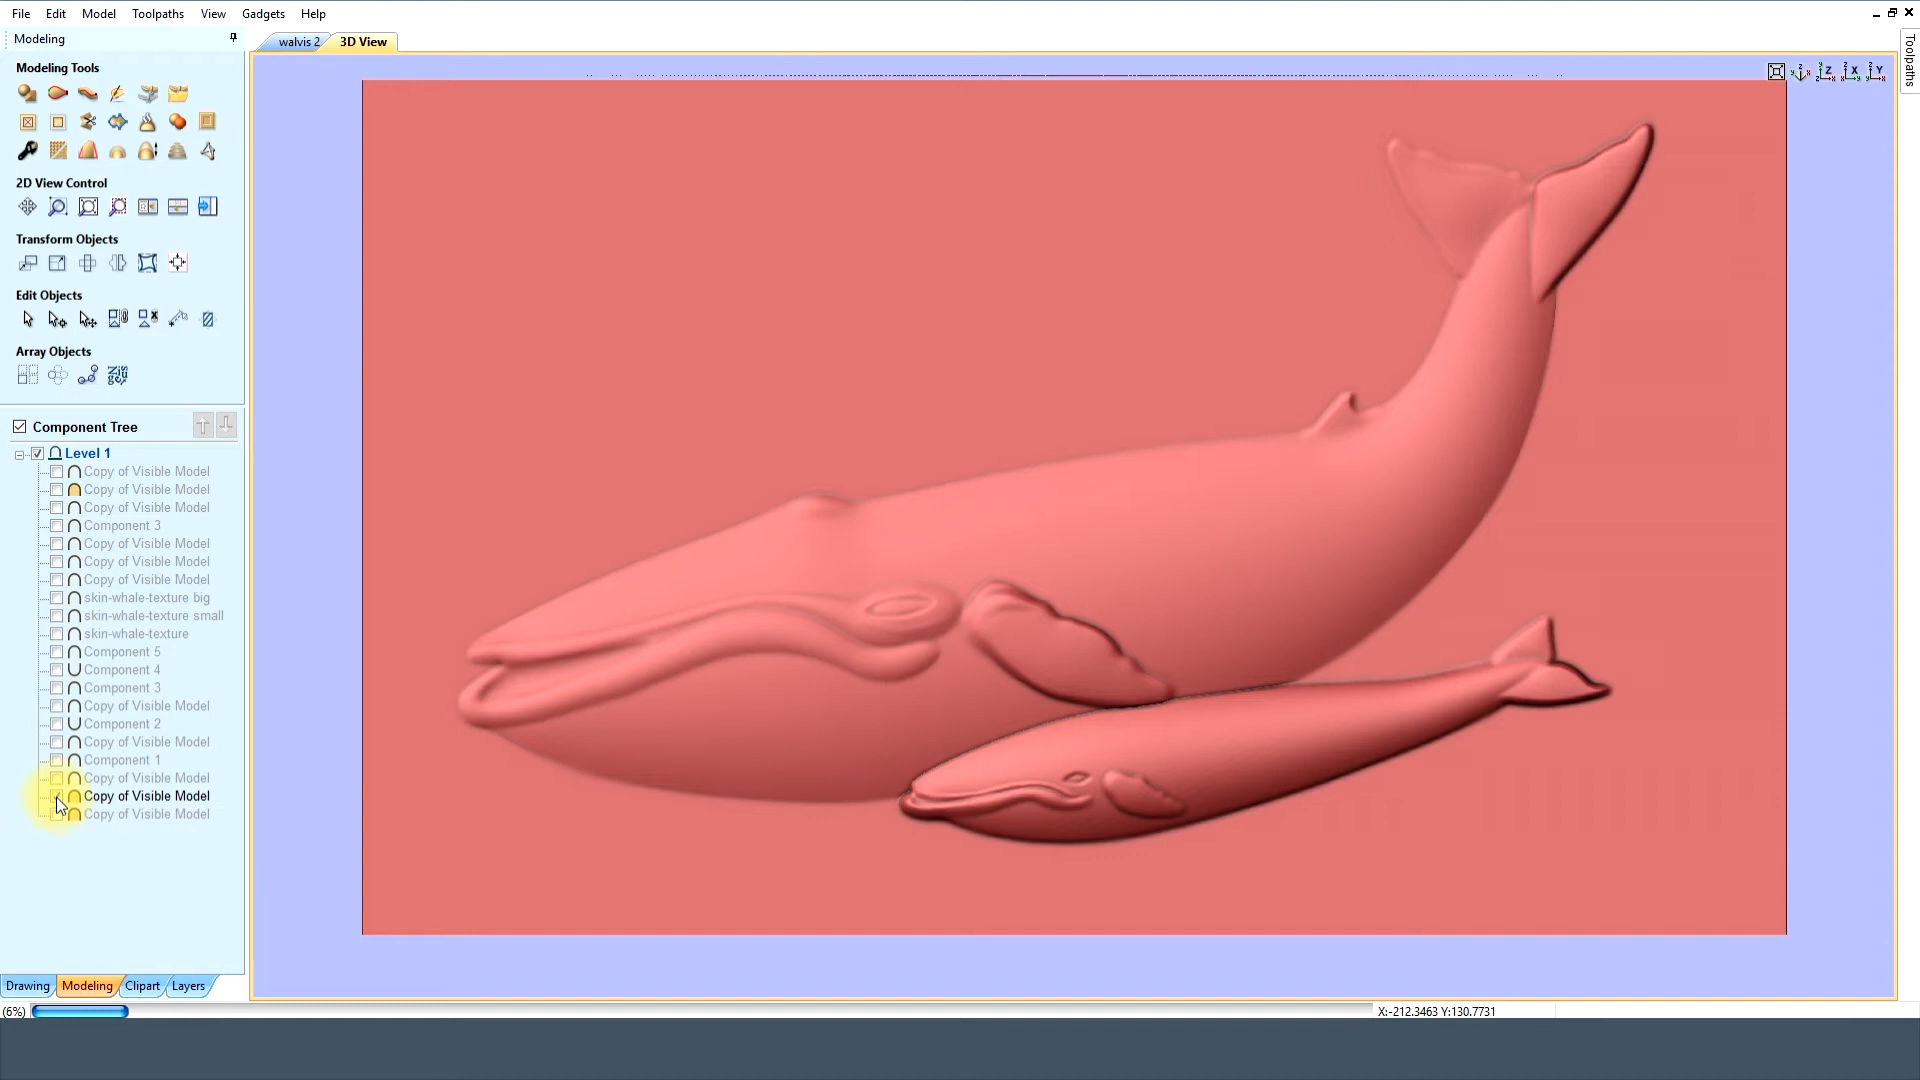 File Edit Model Toolpaths View Gadgets Help
Modeling
walvis 2 3D View
Toolpaths
Modeling Tools
2D View Control
Transform Objects
Edit Objects
Array Objects
Component Tree
Level 1
Copy of Visible Model
Copy of Visible Model
Copy of Visible Model
Component 3
Copy of Visible Model
Copy of Visible Model
Copy of Visible Model
skin-whale-texture big
skin-whale-texture small
skin-whale-texture
Component 5
Component 4
Component 3
Copy of Visible Model
Component 2
Copy of Visible Model
Component 1
Copy of Visible Model
Copy of Visible Model
Copy of Visible Model
Drawing Modeling Clipart Layers
(6%) X:-212.3463 Y:130.7731